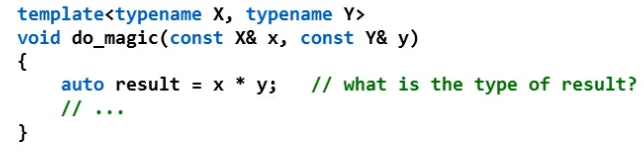 template<typename X, typename Y>
void do_magic(const X& x, const Y& y)
{
    auto result = x * y;   // what is the type of result?
    // ...
}